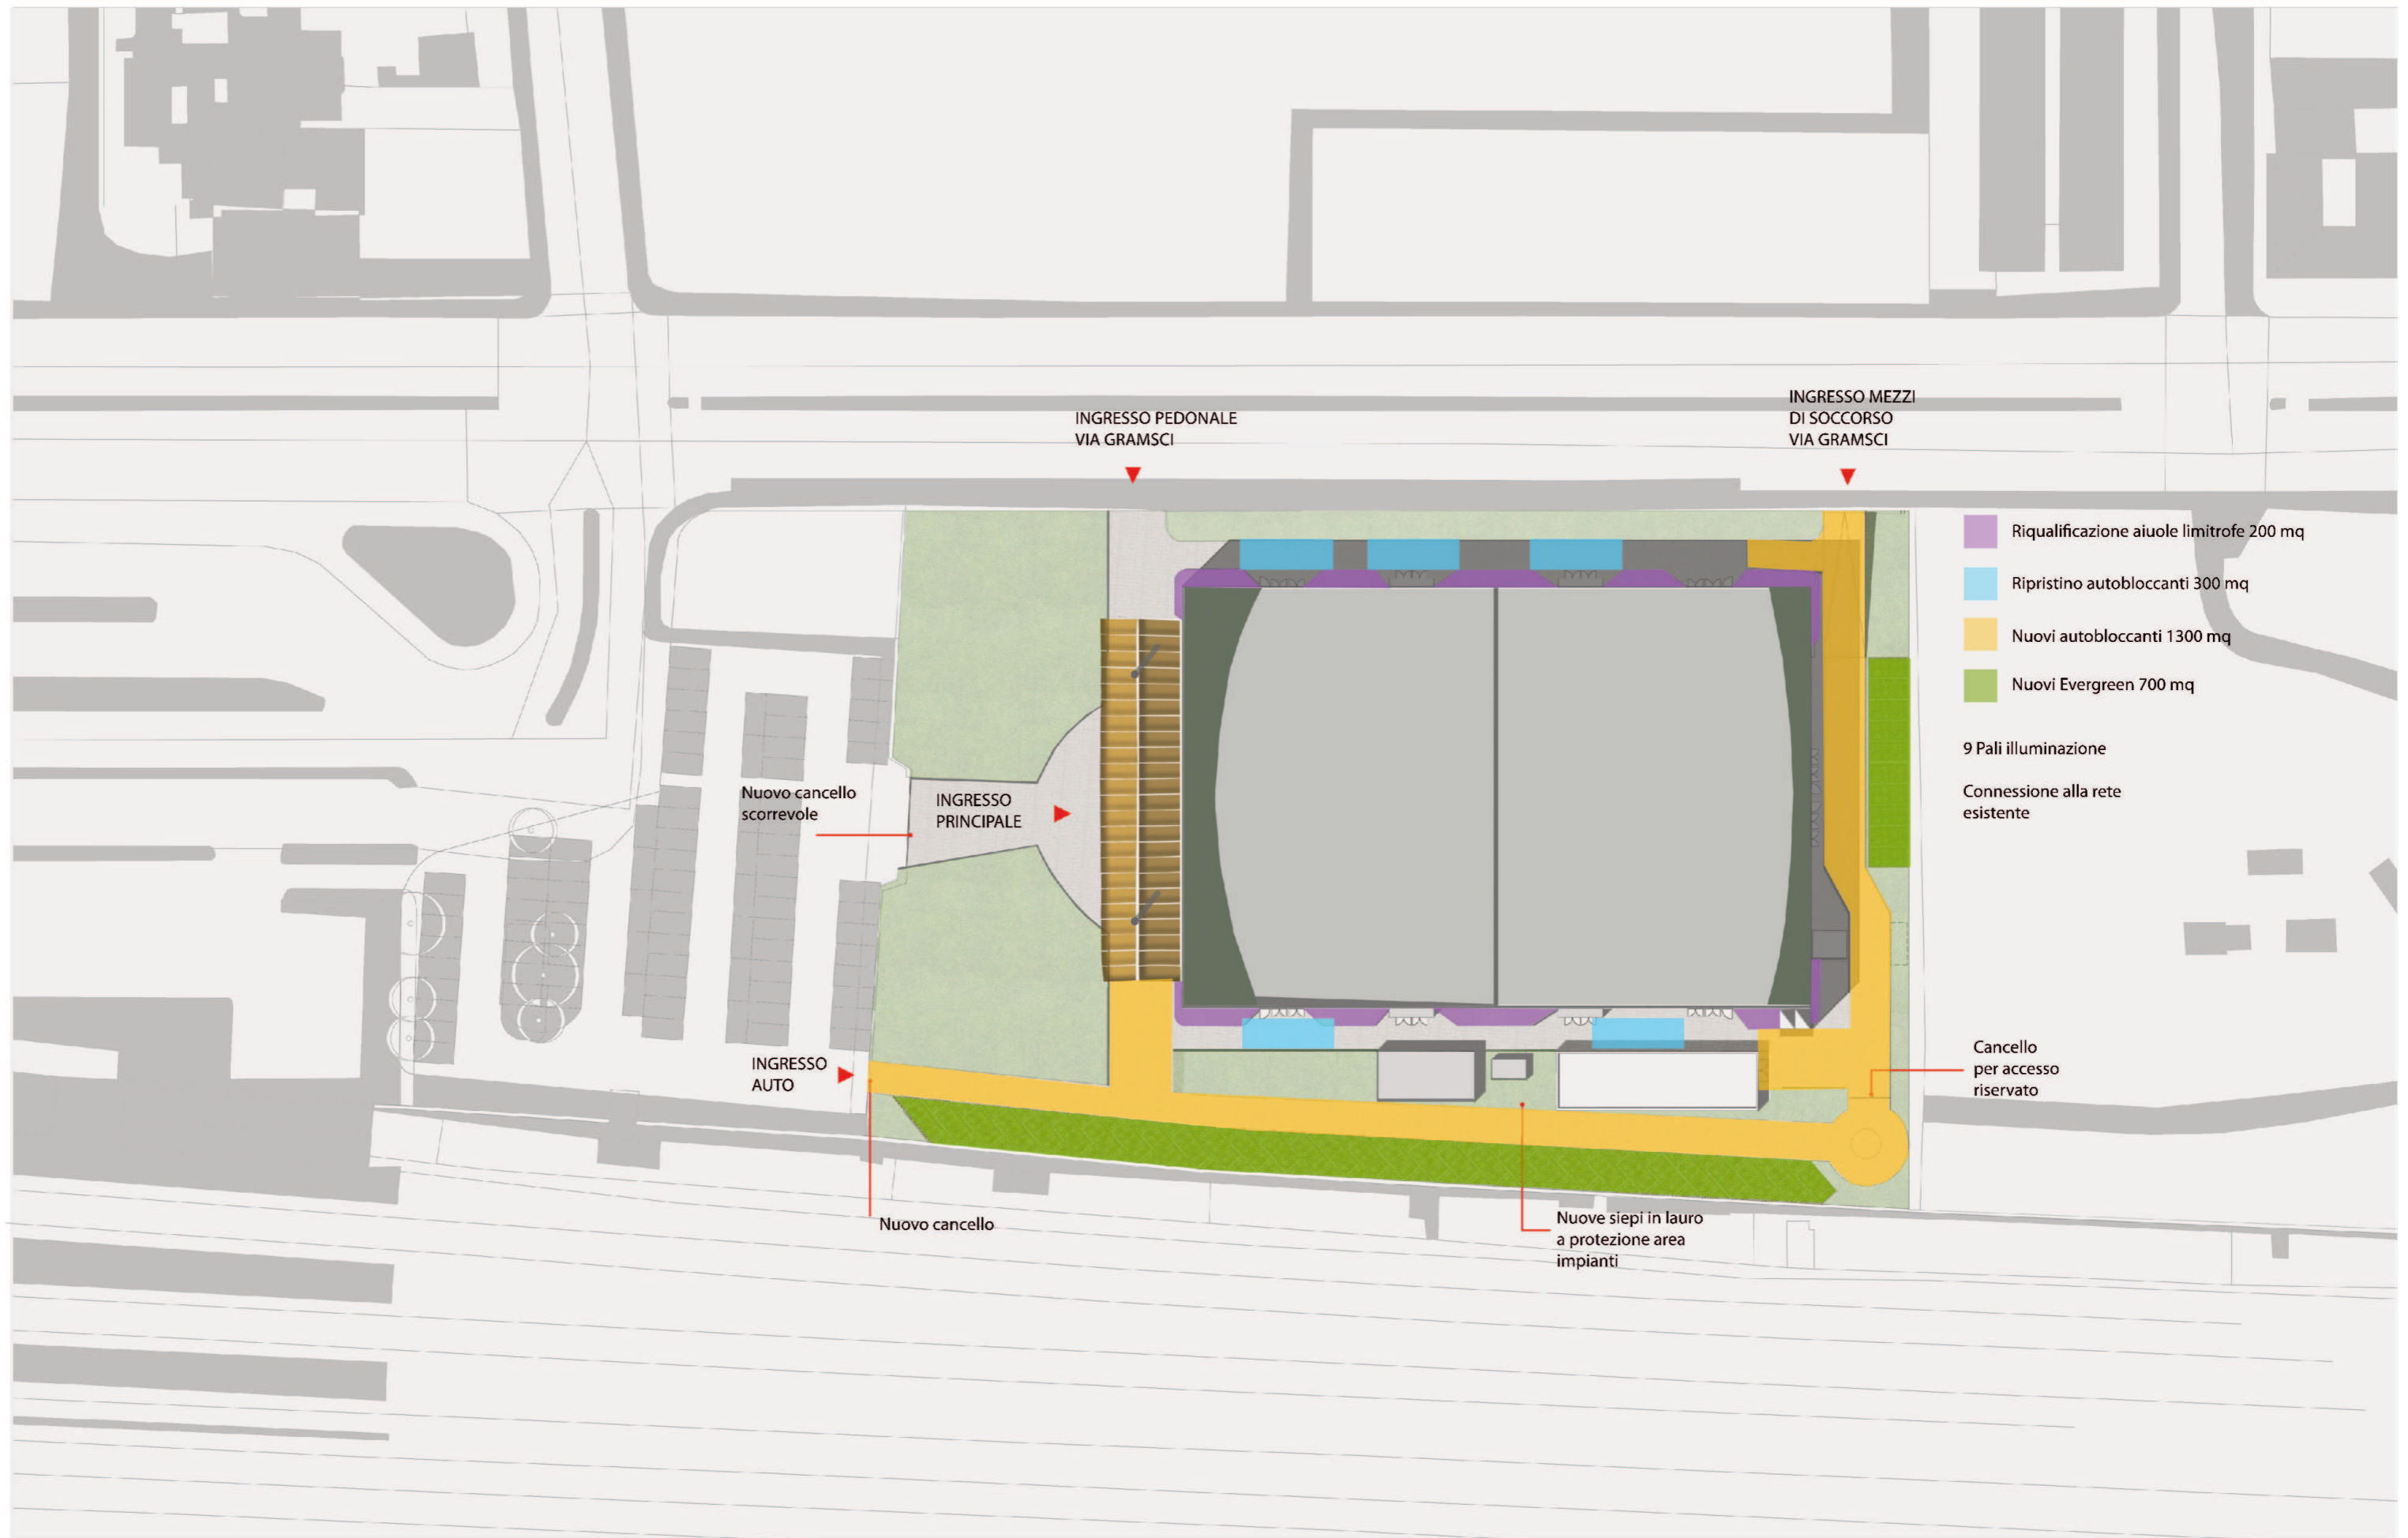 INGRESSO PEDONALE
VIA GRAMSCI
INGRESSO MEZZI
DI SOCCORSO
VIA GRAMSCI
Riqualificazione aiuole limitrofe 200 mq
Ripristino autobloccanti 300 mq
Nuovi autobloccanti 1300 mq
Nuovi Evergreen 700 mq
9 Pali illuminazione
Connessione alla rete
esistente
Nuovo cancello
scorrevole
INGRESSO
PRINCIPALE
INGRESSO
AUTO
Cancello
per accesso
riservato
Nuovo cancello
Nuove siepi in lauro
a protezione area
impianti